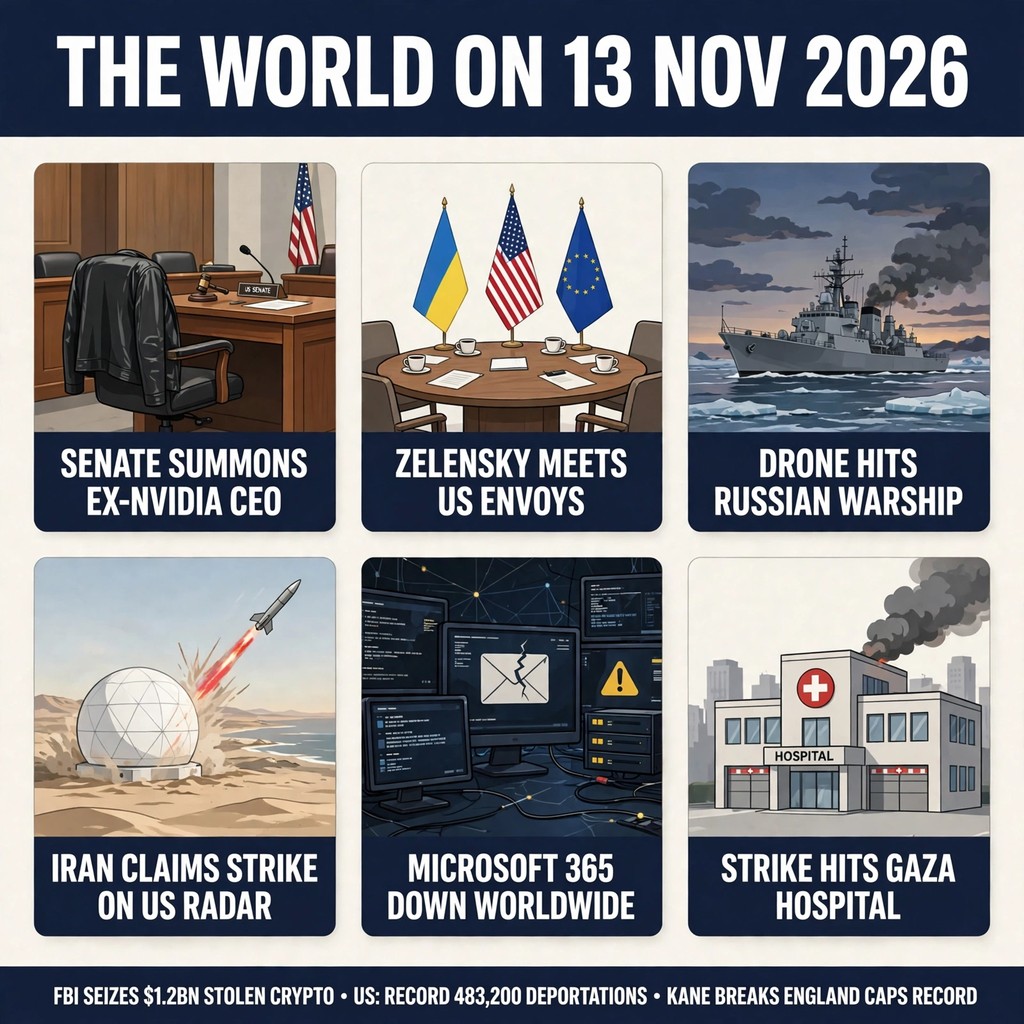 THE WORLD ON 13 NOV 2026
US SENATE
SENATE SUMMONS
EX-NVIDIA CEO
ZELENSKY MEETS
US ENVOYS
DRONE HITS
RUSSIAN WARSHIP
IRAN CLAIMS STRIKE
ON US RADAR
MICROSOFT 365
DOWN WORLDWIDE
HOSPITAL
STRIKE HITS GAZA
HOSPITAL
FBI SEIZES $1.2BN STOLEN CRYPTO • US: RECORD 483,200 DEPORTATIONS • KANE BREAKS ENGLAND CAPS RECORD